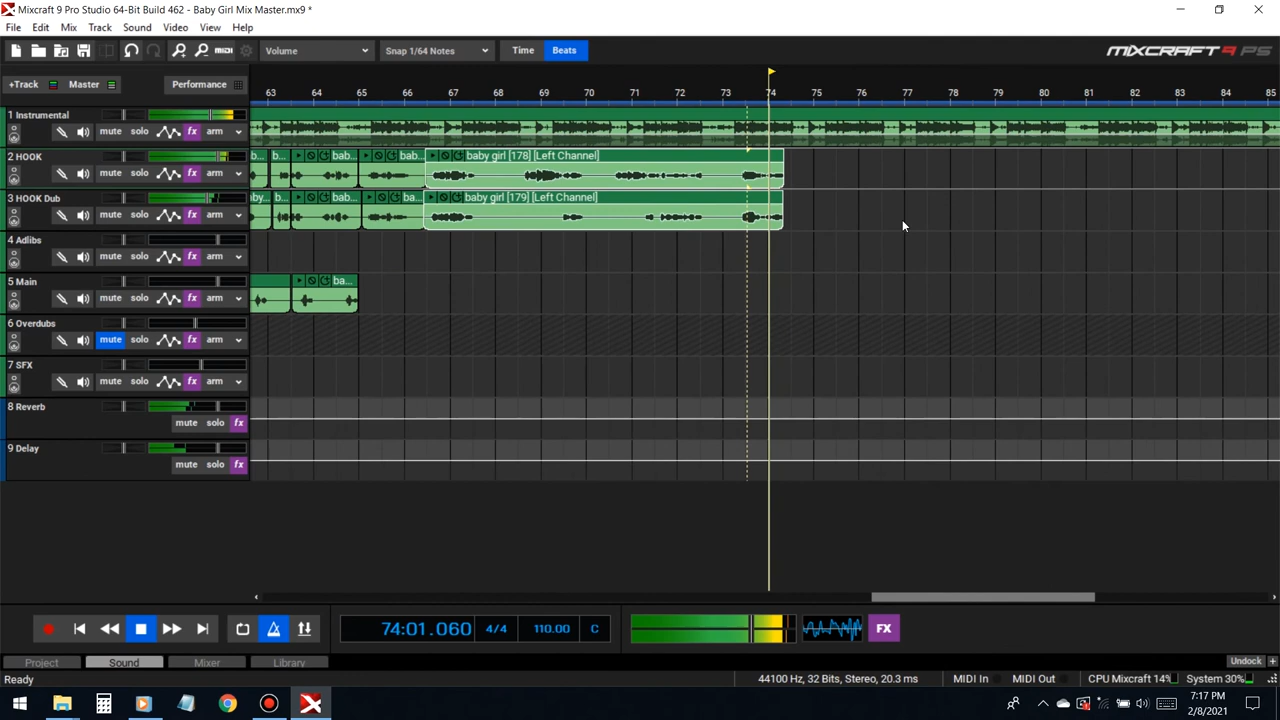 Mixcraft 9 Pro Studio 64-Bit Build 462 - Baby Girl Mix Master.mx9 *
File Edit Mix Track Sound Video View Help
MIDI Volume Snap 1/64 Notes Time Beats MIXCRAFT 9 PS
+Track Master Performance
63 64 65 66 67 68 69 70 71 72 73 74 75 76 77 78 79 80 81 82 83 84 85
1 Instrumental
mute solo fx arm
2 HOOK b... b... bab... bab... baby girl [178] [Left Channel]
mute solo fx arm
3 HOOK Dub by... b... bab... ba... baby girl [179] [Left Channel]
mute solo fx arm
4 Adlibs
mute solo fx arm
5 Main ba...
mute solo fx arm
6 Overdubs
mute solo fx arm
7 SFX
mute solo fx arm
8 Reverb
mute solo fx
9 Delay
mute solo fx
74:01.060 4/4 110.00 C FX
Project Sound Mixer Library Undock +
Ready 44100 Hz, 32 Bits, Stereo, 20.3 ms MIDI In MIDI Out CPU Mixcraft 14% System 30%
7:17 PM
2/8/2021